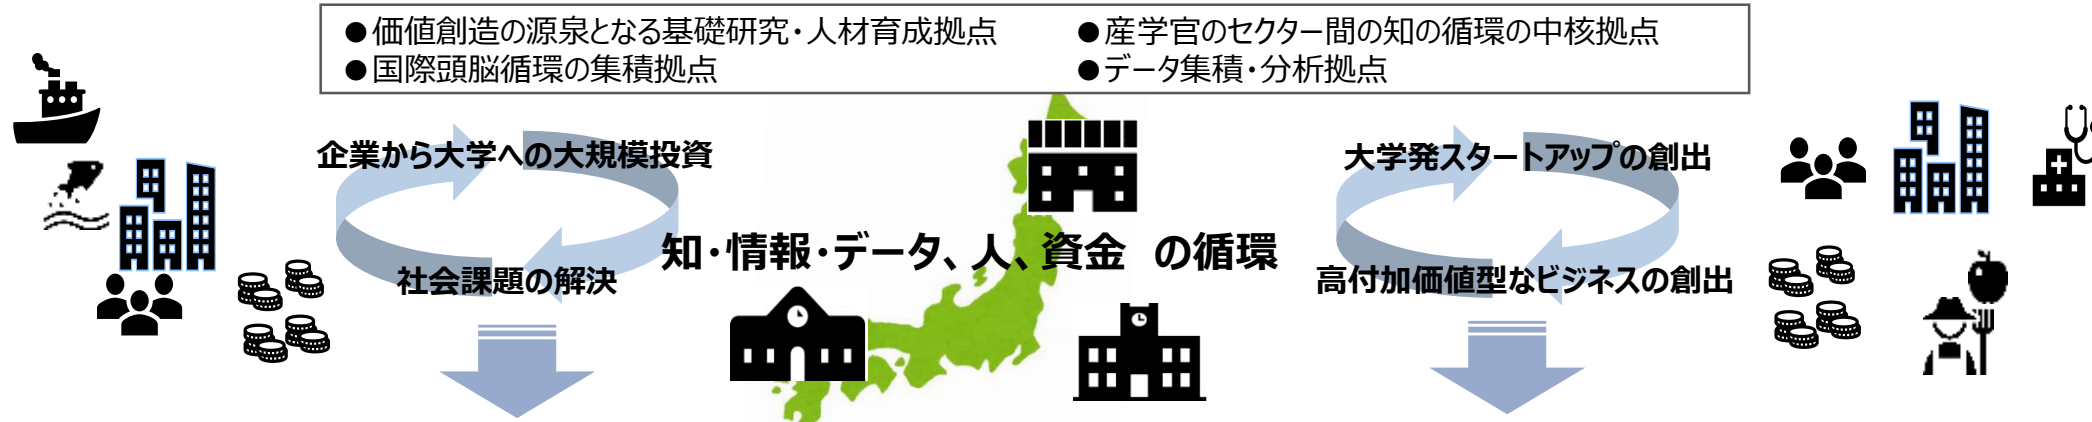 ●価値創造の源泉となる基礎研究・人材育成拠点
●産学官のセクター間の知の循環の中核拠点
●国際頭脳循環の集積拠点
●データ集積・分析拠点
企業から大学への大規模投資
大学発スタートアップの創出
知・情報・データ、人、資金 の循環
社会課題の解決
高付加価値型なビジネスの創出